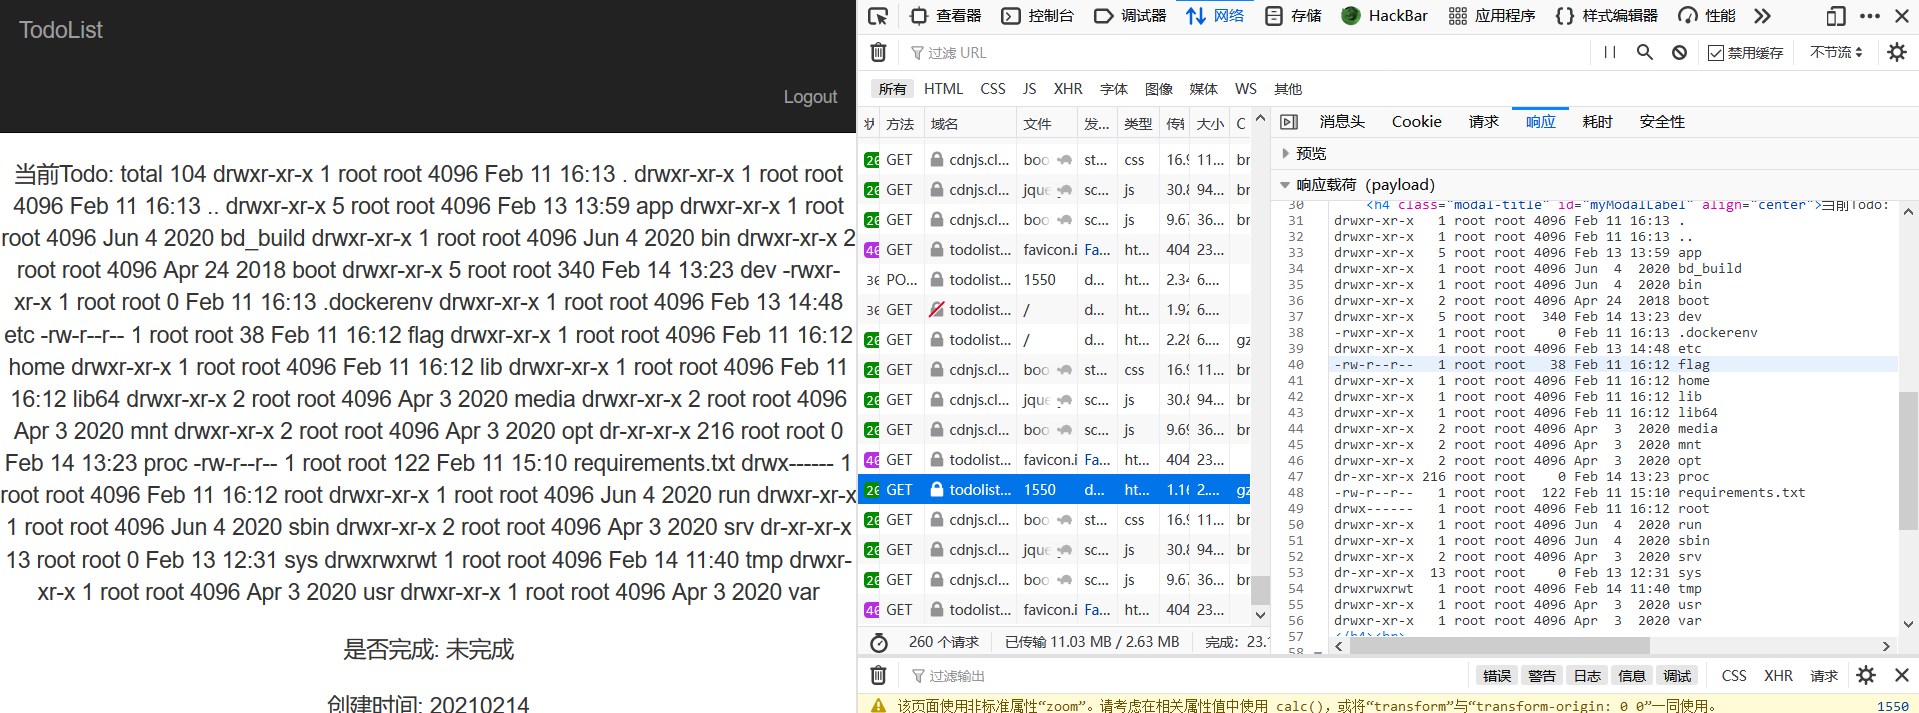 TodoList
Logout
当前Todo: total 104 drwxr-xr-x 1 root root 4096 Feb 11 16:13 . drwxr-xr-x 1 root root
4096 Feb 11 16:13 .. drwxr-xr-x 5 root root 4096 Feb 13 13:59 app drwxr-xr-x 1 root
root 4096 Jun 4 2020 bd_build drwxr-xr-x 1 root root 4096 Jun 4 2020 bin drwxr-xr-x 2
root root 4096 Apr 24 2018 boot drwxr-xr-x 5 root root 340 Feb 14 13:23 dev -rwxr-
xr-x 1 root root 0 Feb 11 16:13 .dockerenv drwxr-xr-x 1 root root 4096 Feb 13 14:48
etc -rw-r--r-- 1 root root 38 Feb 11 16:12 flag drwxr-xr-x 1 root root 4096 Feb 11 16:12
home drwxr-xr-x 1 root root 4096 Feb 11 16:12 lib drwxr-xr-x 1 root root 4096 Feb 11
16:12 lib64 drwxr-xr-x 2 root root 4096 Apr 3 2020 media drwxr-xr-x 2 root root 4096
Apr 3 2020 mnt drwxr-xr-x 2 root root 4096 Apr 3 2020 opt dr-xr-xr-x 216 root root 0
Feb 14 13:23 proc -rw-r--r-- 1 root root 122 Feb 11 15:10 requirements.txt drwx------ 1
root root 4096 Feb 11 16:12 root drwxr-xr-x 1 root root 4096 Jun 4 2020 run drwxr-xr-x
1 root root 4096 Jun 4 2020 sbin drwxr-xr-x 2 root root 4096 Apr 3 2020 srv dr-xr-xr-x
13 root root 0 Feb 13 12:31 sys drwxrwxrwt 1 root root 4096 Feb 14 11:40 tmp drwxr-
xr-x 1 root root 4096 Apr 3 2020 usr drwxr-xr-x 1 root root 4096 Apr 3 2020 var
是否完成: 未完成
创建时间: 20210214
查看器 控制台 调试器 网络 存储 HackBar 应用程序 样式编辑器 性能
过滤 URL 禁用缓存 不节流
所有 HTML CSS JS XHR 字体 图像 媒体 WS 其他
方法 域名 文件 发... 类型 传 大小 C
GET cdnjs.cl... boo st... css 16.9 11... br
GET cdnjs.cl... jque sc... js 30.8 94... br
GET cdnjs.cl... boo sc... js 9.67 36... br
GET todolist... favicon.i Fa... ht... 404 23...
PO... todolist... 1550 d... ht... 2.34 6....
GET todolist... / d... ht... 1.92 6....
GET todolist... / d... ht... 2.28 6.... gz
GET cdnjs.cl... boo st... css 16.9 11... br
GET cdnjs.cl... jque sc... js 30.8 94... br
GET cdnjs.cl... boo sc... js 9.69 36... br
GET todolist... favicon.i Fa... ht... 404 23...
GET todolist... 1550 d... ht... 1.16 2.... gz
GET cdnjs.cl... boo st... css 16.9 11... br
GET cdnjs.cl... jque sc... js 30.8 94... br
GET cdnjs.cl... boo sc... js 9.67 36... br
GET todolist... favicon.i Fa... ht... 404 23...
260 个请求 已传输 11.03 MB / 2.63 MB 完成: 23.
消息头 Cookie 请求 响应 耗时 安全性
预览
响应载荷 (payload)
30 <h4 class="modal-title" id="myModalLabel" align="center">当前Todo:
31 drwxr-xr-x 1 root root 4096 Feb 11 16:13 .
32 drwxr-xr-x 1 root root 4096 Feb 11 16:13 ..
33 drwxr-xr-x 5 root root 4096 Feb 13 13:59 app
34 drwxr-xr-x 1 root root 4096 Jun 4 2020 bd_build
35 drwxr-xr-x 1 root root 4096 Jun 4 2020 bin
36 drwxr-xr-x 2 root root 4096 Apr 24 2018 boot
37 drwxr-xr-x 5 root root 340 Feb 14 13:23 dev
38 -rwxr-xr-x 1 root root 0 Feb 11 16:13 .dockerenv
39 drwxr-xr-x 1 root root 4096 Feb 13 14:48 etc
40 -rw-r--r-- 1 root root 38 Feb 11 16:12 flag
41 drwxr-xr-x 1 root root 4096 Feb 11 16:12 home
42 drwxr-xr-x 1 root root 4096 Feb 11 16:12 lib
43 drwxr-xr-x 1 root root 4096 Feb 11 16:12 lib64
44 drwxr-xr-x 2 root root 4096 Apr 3 2020 media
45 drwxr-xr-x 2 root root 4096 Apr 3 2020 mnt
46 drwxr-xr-x 2 root root 4096 Apr 3 2020 opt
47 dr-xr-xr-x 216 root root 0 Feb 14 13:23 proc
48 -rw-r--r-- 1 root root 122 Feb 11 15:10 requirements.txt
49 drwx------ 1 root root 4096 Feb 11 16:12 root
50 drwxr-xr-x 1 root root 4096 Jun 4 2020 run
51 drwxr-xr-x 1 root root 4096 Jun 4 2020 sbin
52 drwxr-xr-x 2 root root 4096 Apr 3 2020 srv
53 dr-xr-xr-x 13 root root 0 Feb 13 12:31 sys
54 drwxrwxrwt 1 root root 4096 Feb 14 11:40 tmp
55 drwxr-xr-x 1 root root 4096 Apr 3 2020 usr
56 drwxr-xr-x 1 root root 4096 Apr 3 2020 var
57 </h4><br>
58
过滤输出 错误 警告 日志 信息 调试 CSS XHR 请求
该页面使用非标准属性“zoom”。请考虑在相关属性值中使用 calc()，或将“transform”与“transform-origin: 0 0”一同使用。 1550